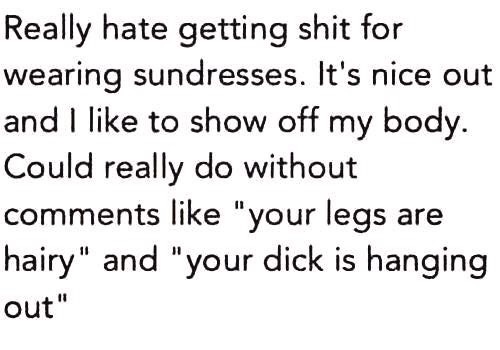 Really hate getting shit for
wearing sundresses. It's nice out
and I like to show off my body.
Could really do without
comments like "your legs are
hairy" and "your dick is hanging
out"